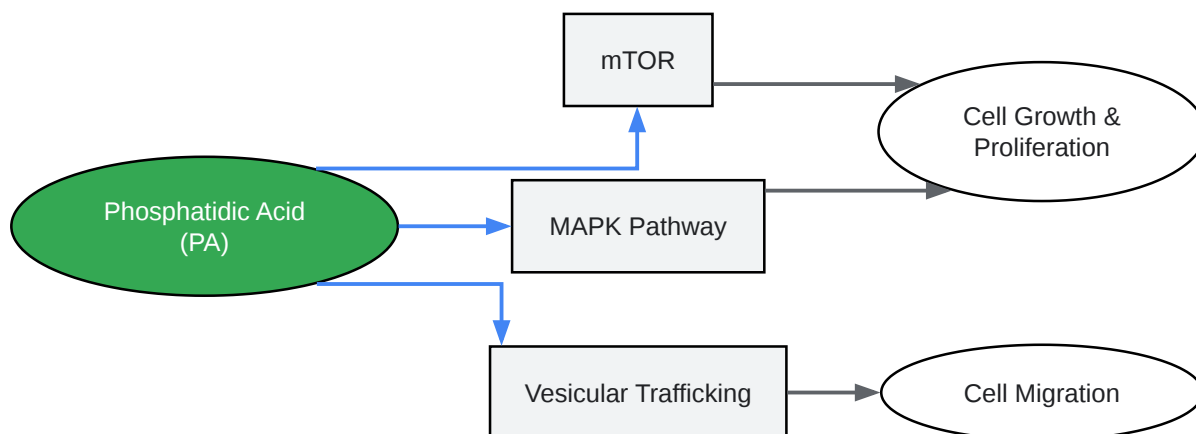 mTOR
Cell Growth &
Proliferation
Phosphatidic Acid
(PA)
MAPK Pathway
Vesicular Trafficking
Cell Migration